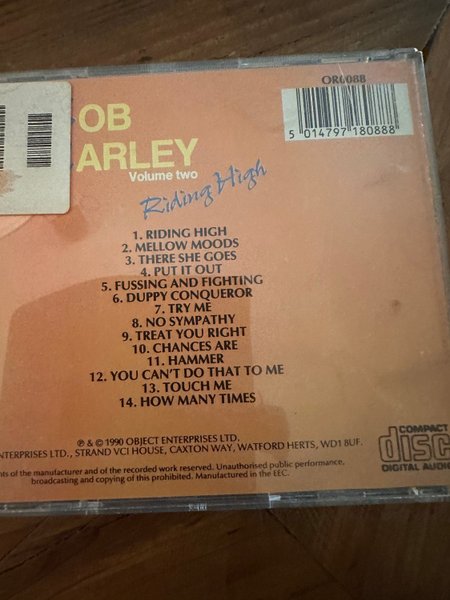 OR0088
OB
ARLEY
Volume two
Riding High
5 014797 180888
1. RIDING HIGH
2. MELLOW MOODS
3. THERE SHE GOES
4. PUT IT OUT
5. FUSSING AND FIGHTING
6. DUPPY CONQUEROR
7. TRY ME
8. NO SYMPATHY
9. TREAT YOU RIGHT
10. CHANCES ARE
11. HAMMER
12. YOU CAN'T DO THAT TO ME
13. TOUCH ME
14. HOW MANY TIMES
℗ & © 1990 OBJECT ENTERPRISES LTD.
ENTERPRISES LTD., STRAND VCI HOUSE, CAXTON WAY, WATFORD HERTS, WD1 8UF.
nts of the manufacturer and of the recorded work reserved. Unauthorised public performance,
broadcasting and copying of this prohibited. Manufactured in the EEC.
COMPACT
disc
DIGITAL AUDIO